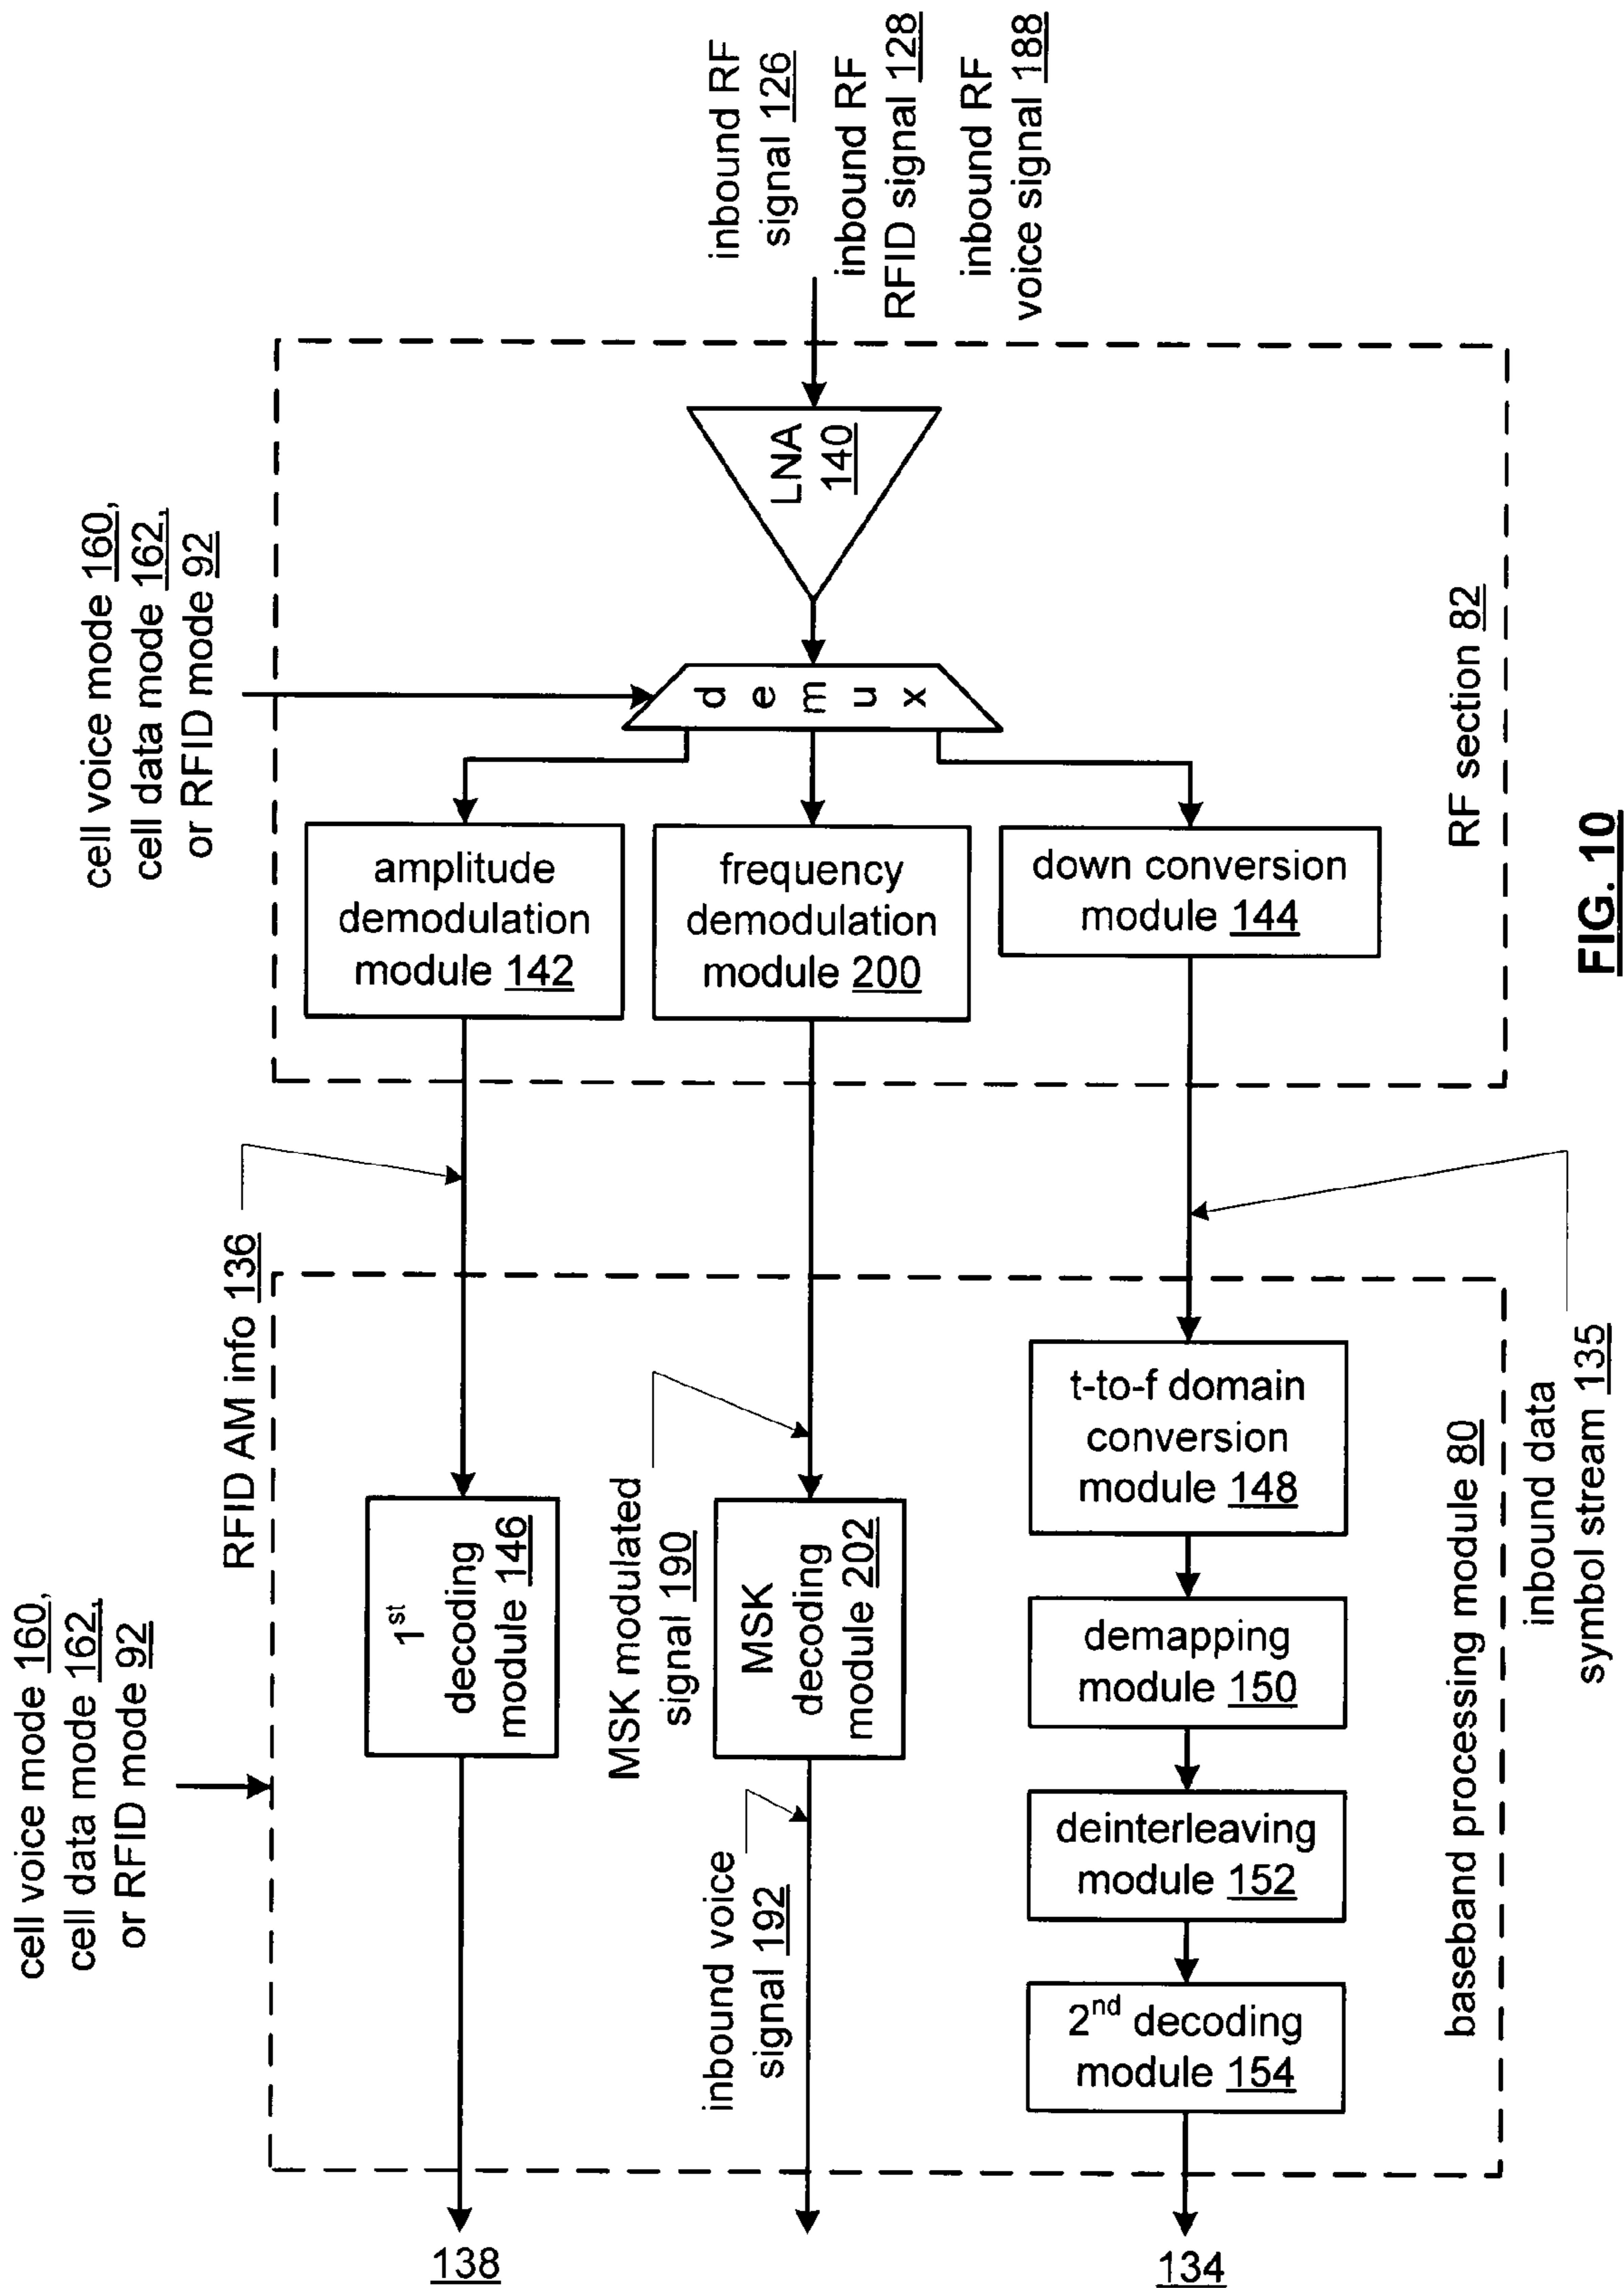 cell voice mode 160,
cell data mode 162,
or RFID mode 92
inbound RF
signal 126
inbound RF
RFID signal 128
inbound RF
voice signal 188
LNA
140
demux
amplitude
demodulation
module 142
frequency
demodulation
module 200
down conversion
module 144
RF section 82
FIG. 10
RFID AM info 136
MSK modulated
signal 190
inbound data
symbol stream 135
cell voice mode 160,
cell data mode 162,
or RFID mode 92
1st
decoding
module 146
MSK
decoding
module 202
t-to-f domain
conversion
module 148
demapping
module 150
deinterleaving
module 152
2nd decoding
module 154
inbound voice
signal 192
baseband processing module 80
138
134